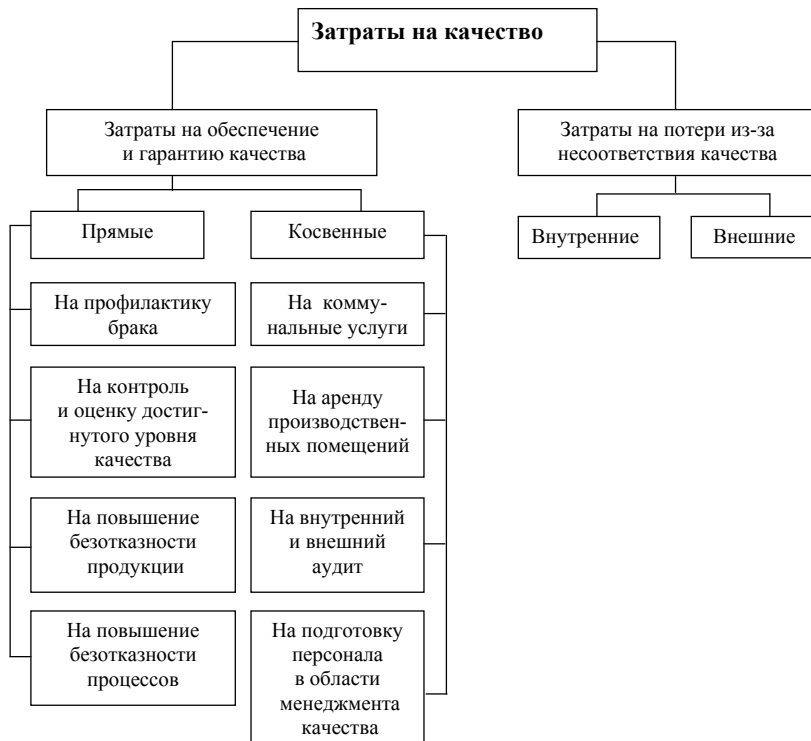 Затраты на качество
Затраты на обеспечение
и гарантию качества
Затраты на потери из-за
несоответствия качества
Прямые
Косвенные
Внутренние
Внешние
На профилактику
брака
На комму-
нальные услуги
На контроль
и оценку достиг-
нутого уровня
качества
На аренду
производствен-
ных помещений
На повышение
безотказности
продукции
На внутренний
и внешний
аудит
На повышение
безотказности
процессов
На подготовку
персонала
в области
менеджмента
качества